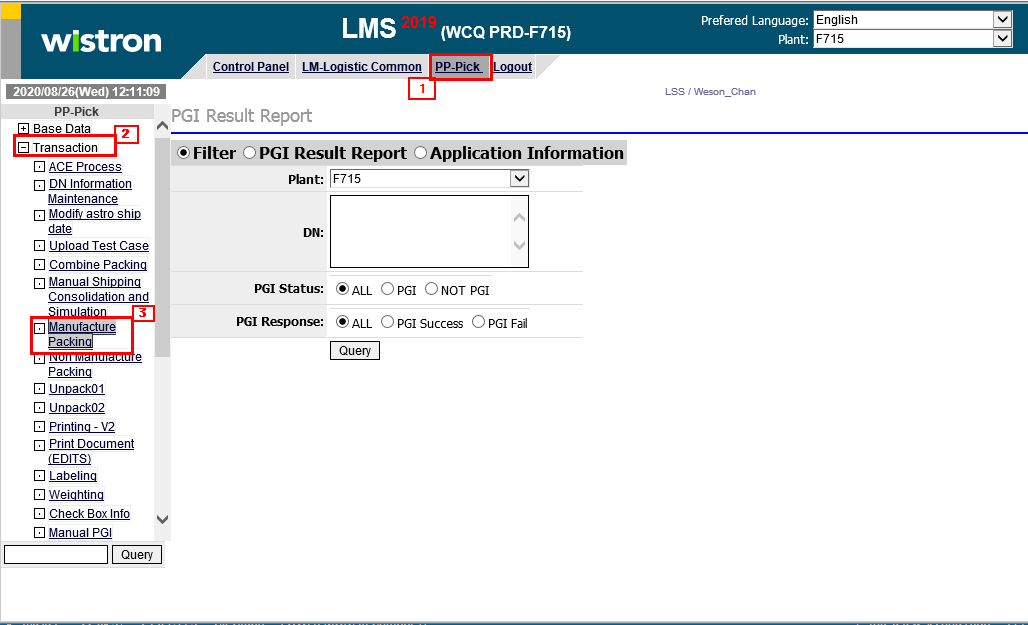 wistron
LMS 2019 (WCQ PRD-F715)
Prefered Language: English
Plant: F715
Control Panel LM-Logistic Common PP-Pick Logout
1
2020/08/26(Wed) 12:11:09
LSS / Weson_Chan
PP-Pick
PGI Result Report
Base Data
2
Transaction
ACE Process
DN Information
Maintenance
Modify astro ship
date
Upload Test Case
Combine Packing
Manual Shipping
Consolidation and
Simulation
3
Manufacture
Packing
Non Manufacture
Packing
Unpack01
Unpack02
Printing - V2
Print Document
(EDITS)
Labeling
Weighting
Check Box Info
Manual PGI
Query
Filter PGI Result Report Application Information
Plant: F715
DN:
PGI Status: ALL PGI NOT PGI
PGI Response: ALL PGI Success PGI Fail
Query